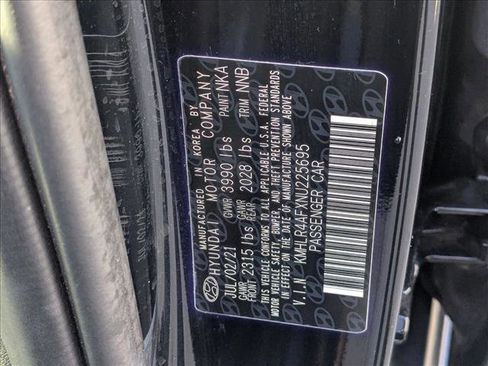 MANUFACTURED IN KOREA BY
HYUNDAI MOTOR COMPANY
JUL/02/21 GVWR 3990 lbs PAINT NKA
GAWR FRONT 2315 lbs GAWR REAR 2028 lbs TRIM NNB
THIS VEHICLE CONFORMS TO ALL APPLICABLE U.S.A. FEDERAL
MOTOR VEHICLE SAFETY, BUMPER, AND THEFT PREVENTION STANDARDS
IN EFFECT ON THE DATE OF MANUFACTURE SHOWN ABOVE
V.I.N KMHLR4AFXNU225695
PASSENGER CAR